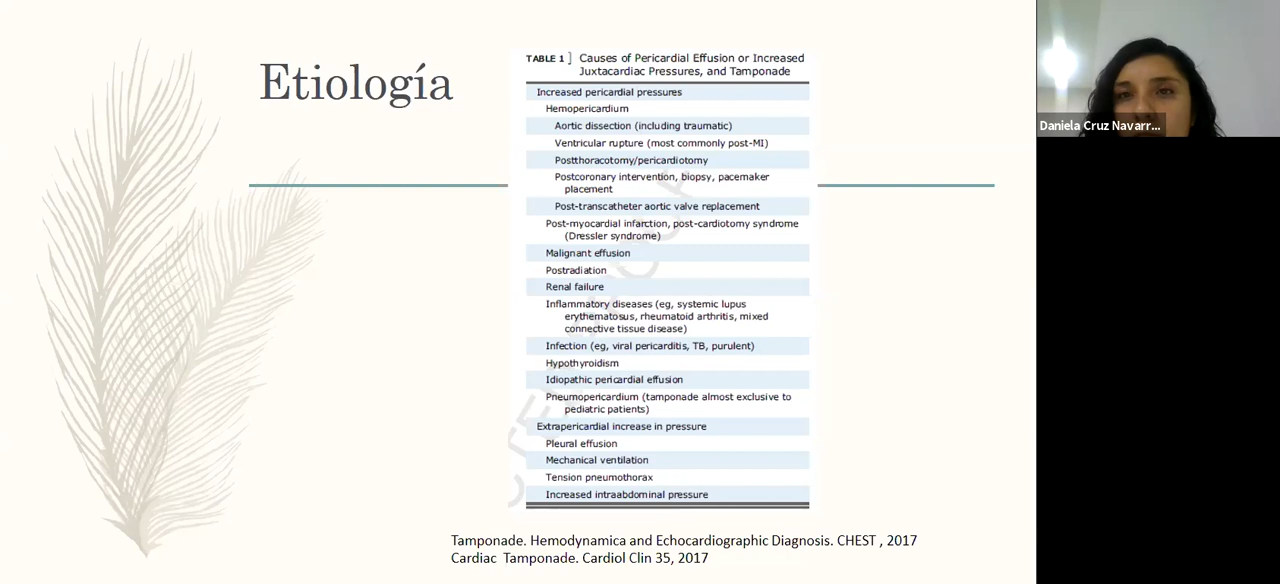 Etiología
TABLE 1 ] Causes of Pericardial Effusion or Increased
Juxtacardiac Pressures, and Tamponade
Increased pericardial pressures
Hemopericardium
Aortic dissection (including traumatic)
Ventricular rupture (most commonly post-MI)
Postthoracotomy/pericardiotomy
Postcoronary intervention, biopsy, pacemaker
placement
Post-transcatheter aortic valve replacement
Post-myocardial infarction, post-cardiotomy syndrome
(Dressler syndrome)
Malignant effusion
Postradiation
Renal failure
Inflammatory diseases (eg, systemic lupus
erythematosus, rheumatoid arthritis, mixed
connective tissue disease)
Infection (eg, viral pericarditis, TB, purulent)
Hypothyroidism
Idiopathic pericardial effusion
Pneumopericardium (tamponade almost exclusive to
pediatric patients)
Extrapericardial increase in pressure
Pleural effusion
Mechanical ventilation
Tension pneumothorax
Increased intraabdominal pressure
Tamponade. Hemodynamica and Echocardiographic Diagnosis. CHEST , 2017
Cardiac Tamponade. Cardiol Clin 35, 2017
Daniela Cruz Navarr...